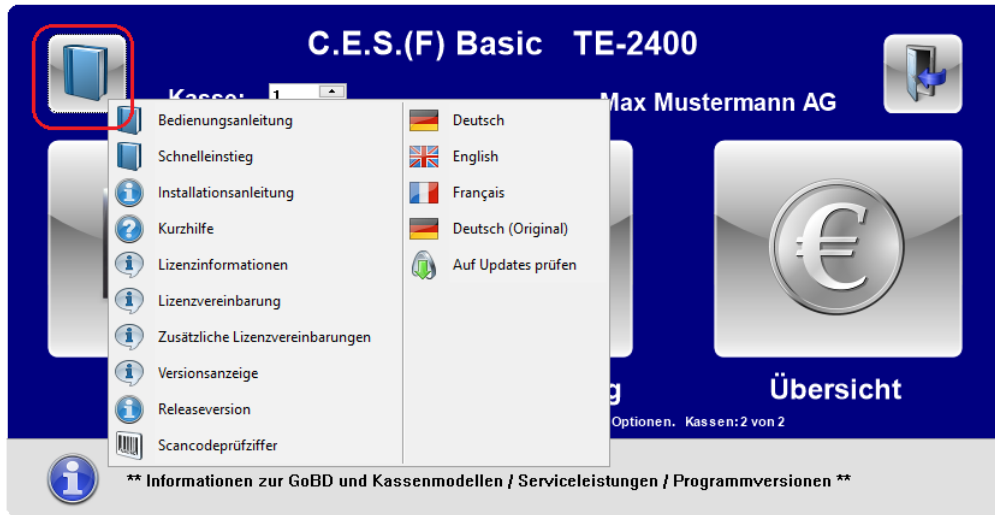 C.E.S.(F) Basic TE-2400
Kasse: 1
Max Mustermann AG
Bedienungsanleitung
Schnelleinstieg
Installationsanleitung
Kurzhilfe
Lizenzinformationen
Lizenzvereinbarung
Zusätzliche Lizenzvereinbarungen
Versionsanzeige
Releaseversion
Scancodeprüfziffer
Deutsch
English
Français
Deutsch (Original)
Auf Updates prüfen
Übersicht
Optionen. Kassen: 2 von 2
** Informationen zur GoBD und Kassenmodellen / Serviceleistungen / Programmversionen **